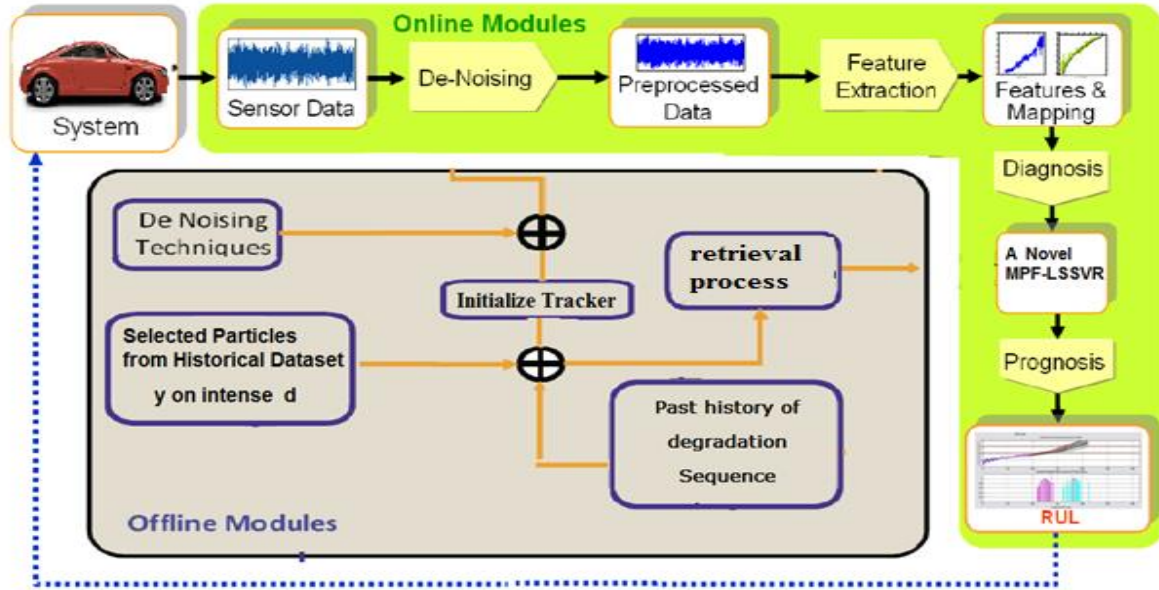 Online Modules
System
Sensor Data
De-Noising
Preprocessed
Data
Feature
Extraction
Features &
Mapping
Diagnosis
A Novel
MPF-LSSVR
Prognosis
RUL
De Noising
Techniques
Initialize Tracker
retrieval
process
Selected Particles
from Historical Dataset
y on intense d
Past history of
degradation
Sequence
Offline Modules